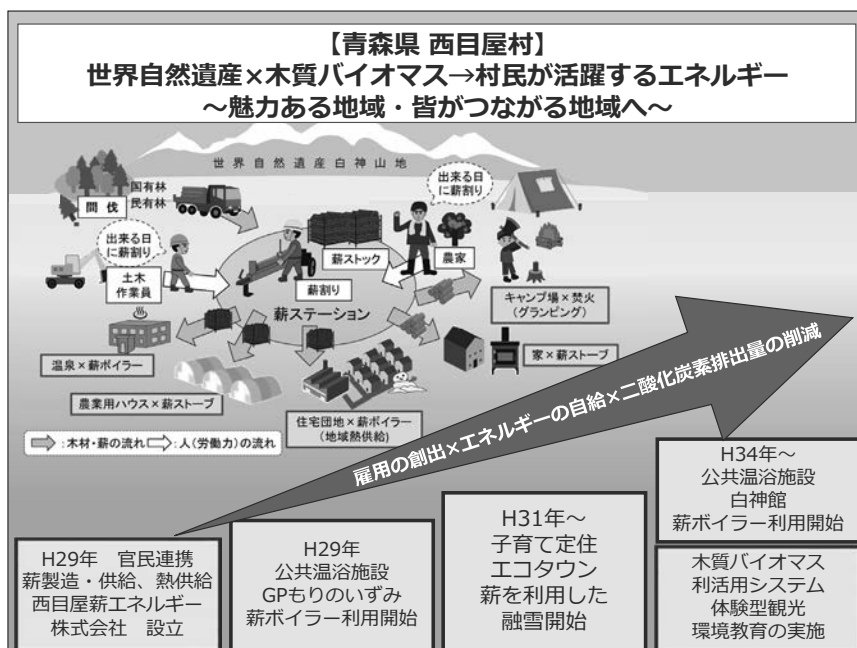 【青森県 西目屋村】
世界自然遺産×木質バイオマス→村民が活躍するエネルギー
～魅力ある地域・皆がつながる地域へ～
世界自然遺産白神山地
国有林
民有林
間伐
出来る日
に薪割り
土木
作業員
薪割り
薪ストック
出来る日
に薪割り
農家
キャンプ場×焚火
(グランピング)
薪ステーション
温泉×薪ボイラー
農業用ハウス×薪ストーブ
住宅団地×薪ボイラー
(地域熱供給)
家×薪ストーブ
:木材・薪の流れ :人(労働力)の流れ
雇用の創出×エネルギーの自給×二酸化炭素排出量の削減
H29年 官民連携
薪製造・供給、熱供給
西目屋薪エネルギー
株式会社 設立
H29年
公共温浴施設
GPもりのいずみ
薪ボイラー利用開始
H31年～
子育て定住
エコタウン
薪を利用した
融雪開始
H34年～
公共温浴施設
白神館
薪ボイラー利用開始
木質バイオマス
利活用システム
体験型観光
環境教育の実施